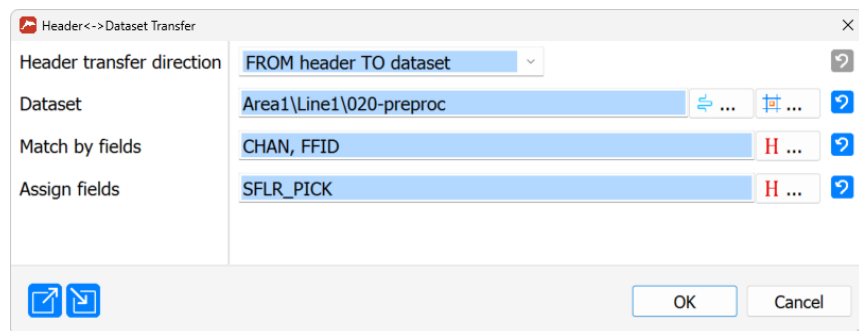 Header<->Dataset Transfer
Header transfer direction FROM header TO dataset
Dataset Area1\Line1\020-preproc ... ...
Match by fields CHAN, FFID H ...
Assign fields SFLR_PICK H ...
OK Cancel